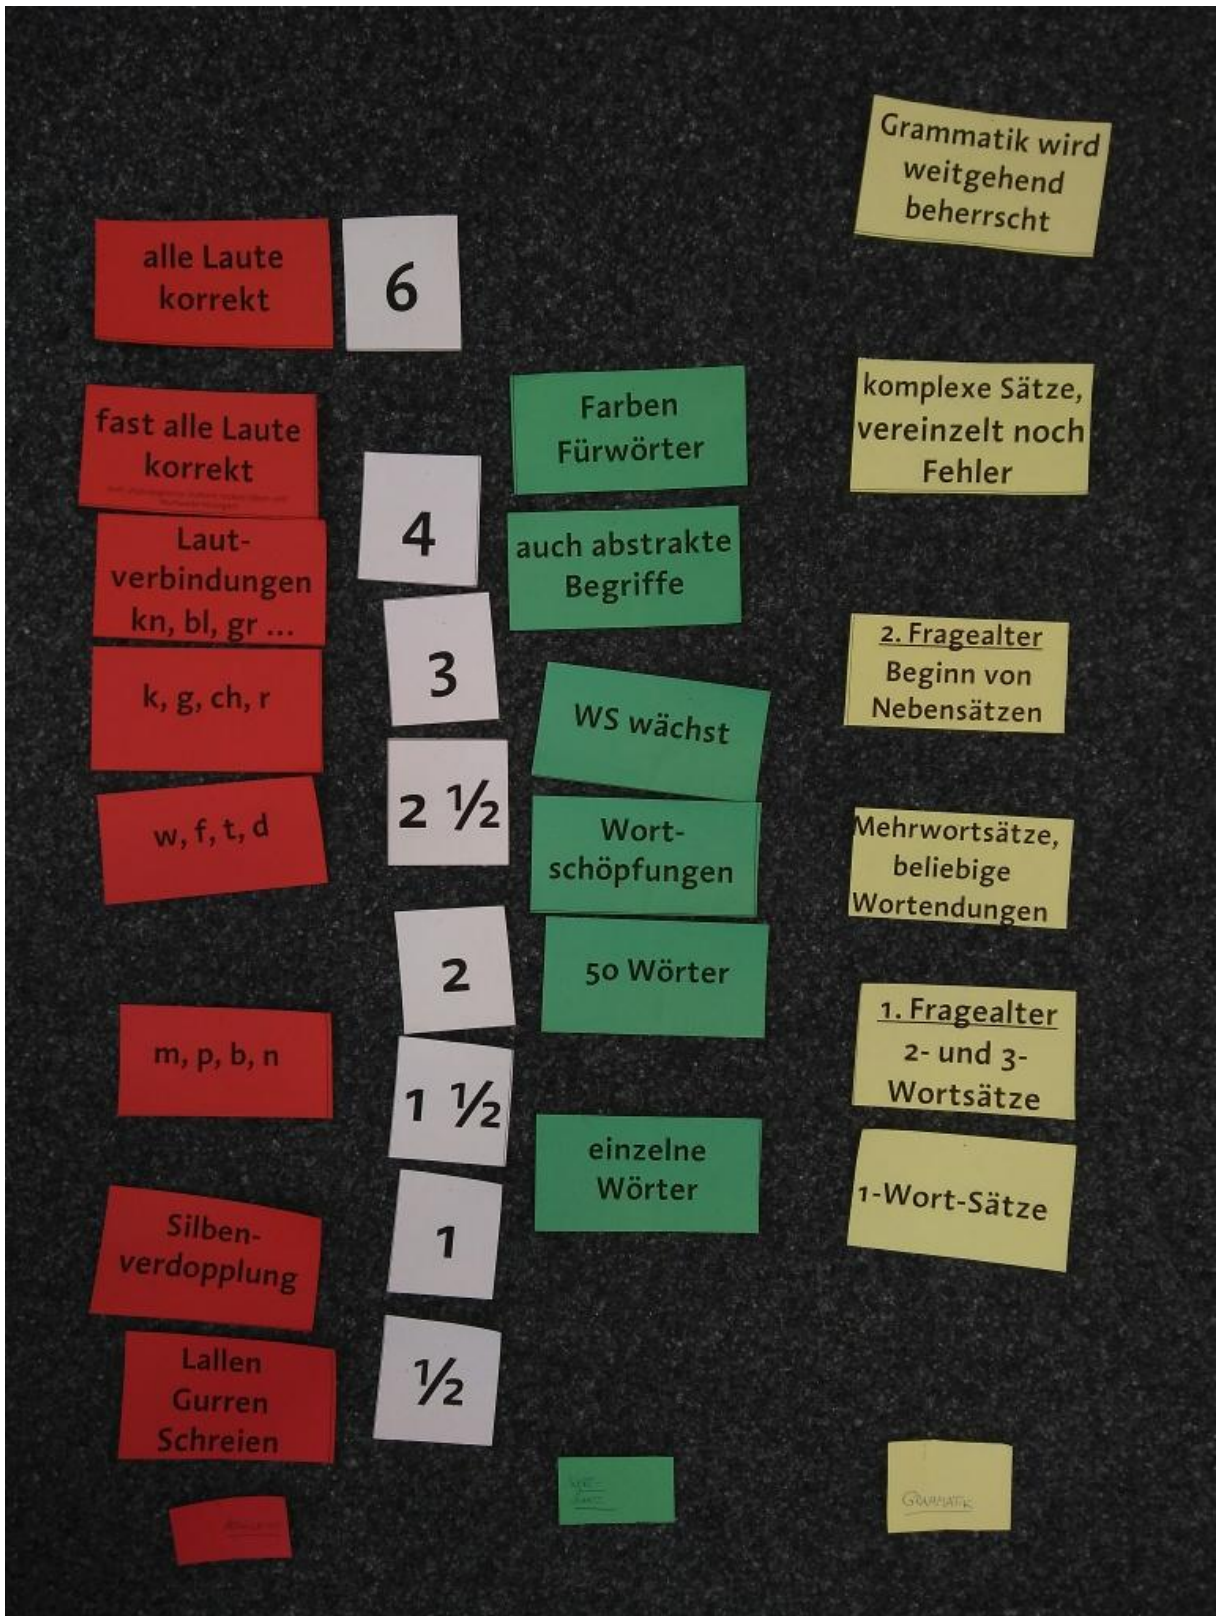 alle Laute
korrekt
fast alle Laute
korrekt
Laut-
verbindungen
kn, bl, gr ...
k, g, ch, r
w, f, t, d
m, p, b, n
Silben-
verdopplung
Lallen
Gurren
Schreien
6
4
3
2 ½
2
1 ½
1
½
Farben
Fürwörter
auch abstrakte
Begriffe
WS wächst
Wort-
schöpfungen
50 Wörter
einzelne
Wörter
Grammatik wird
weitgehend
beherrscht
komplexe Sätze,
vereinzelt noch
Fehler
2. Fragealter
Beginn von
Nebensätzen
Mehrwortsätze,
beliebige
Wortendungen
1. Fragealter
2- und 3-
Wortsätze
1-Wort-Sätze
GRAMMATIK